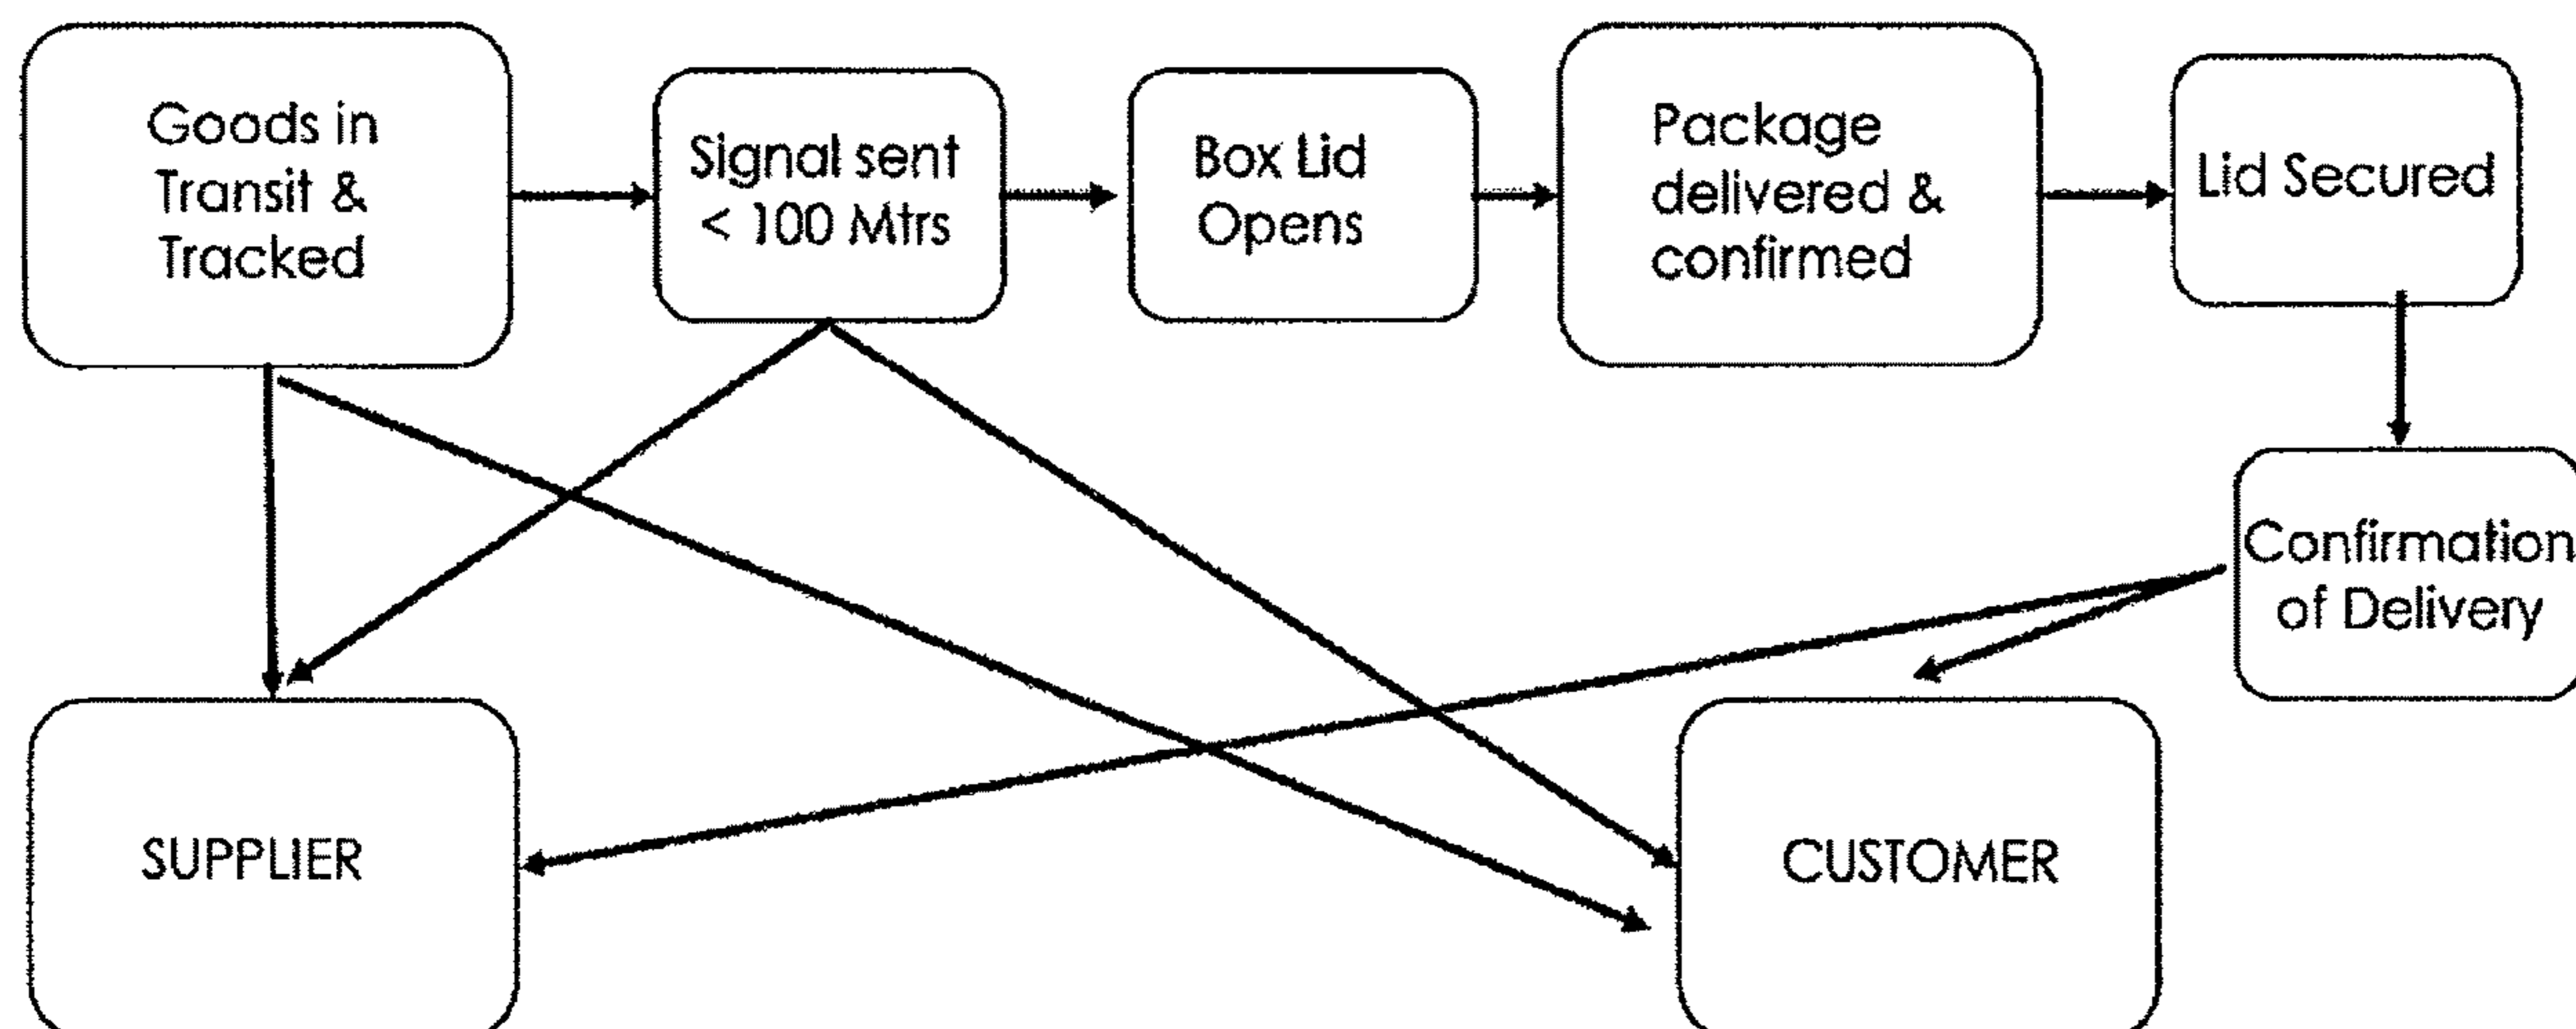 Goods in
Transit &
Tracked
Signal sent
< 100 Mtrs
Box Lid
Opens
Package
delivered &
confirmed
Lid Secured
Confirmation
of Delivery
SUPPLIER
CUSTOMER